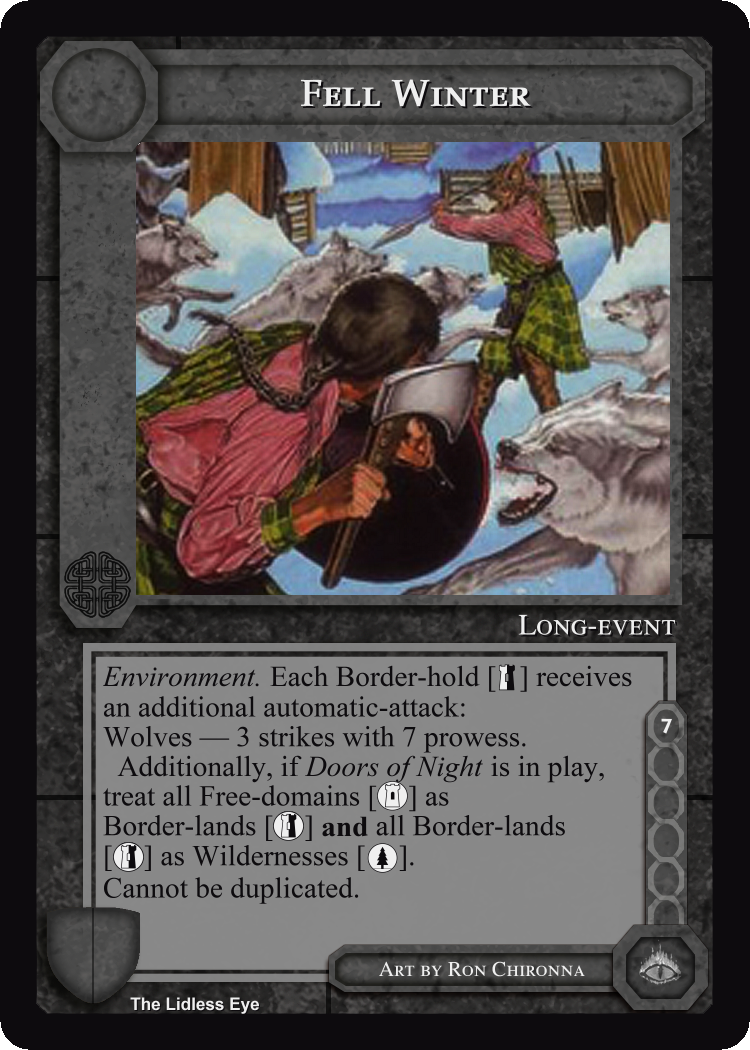 Fell Winter
Long-event
Environment. Each Border-hold [ ] receives
an additional automatic-attack:
Wolves — 3 strikes with 7 prowess.
Additionally, if Doors of Night is in play,
treat all Free-domains [ ] as
Border-lands [ ] and all Border-lands
[ ] as Wildernesses [ ].
Cannot be duplicated.
7
Art by Ron Chironna
The Lidless Eye